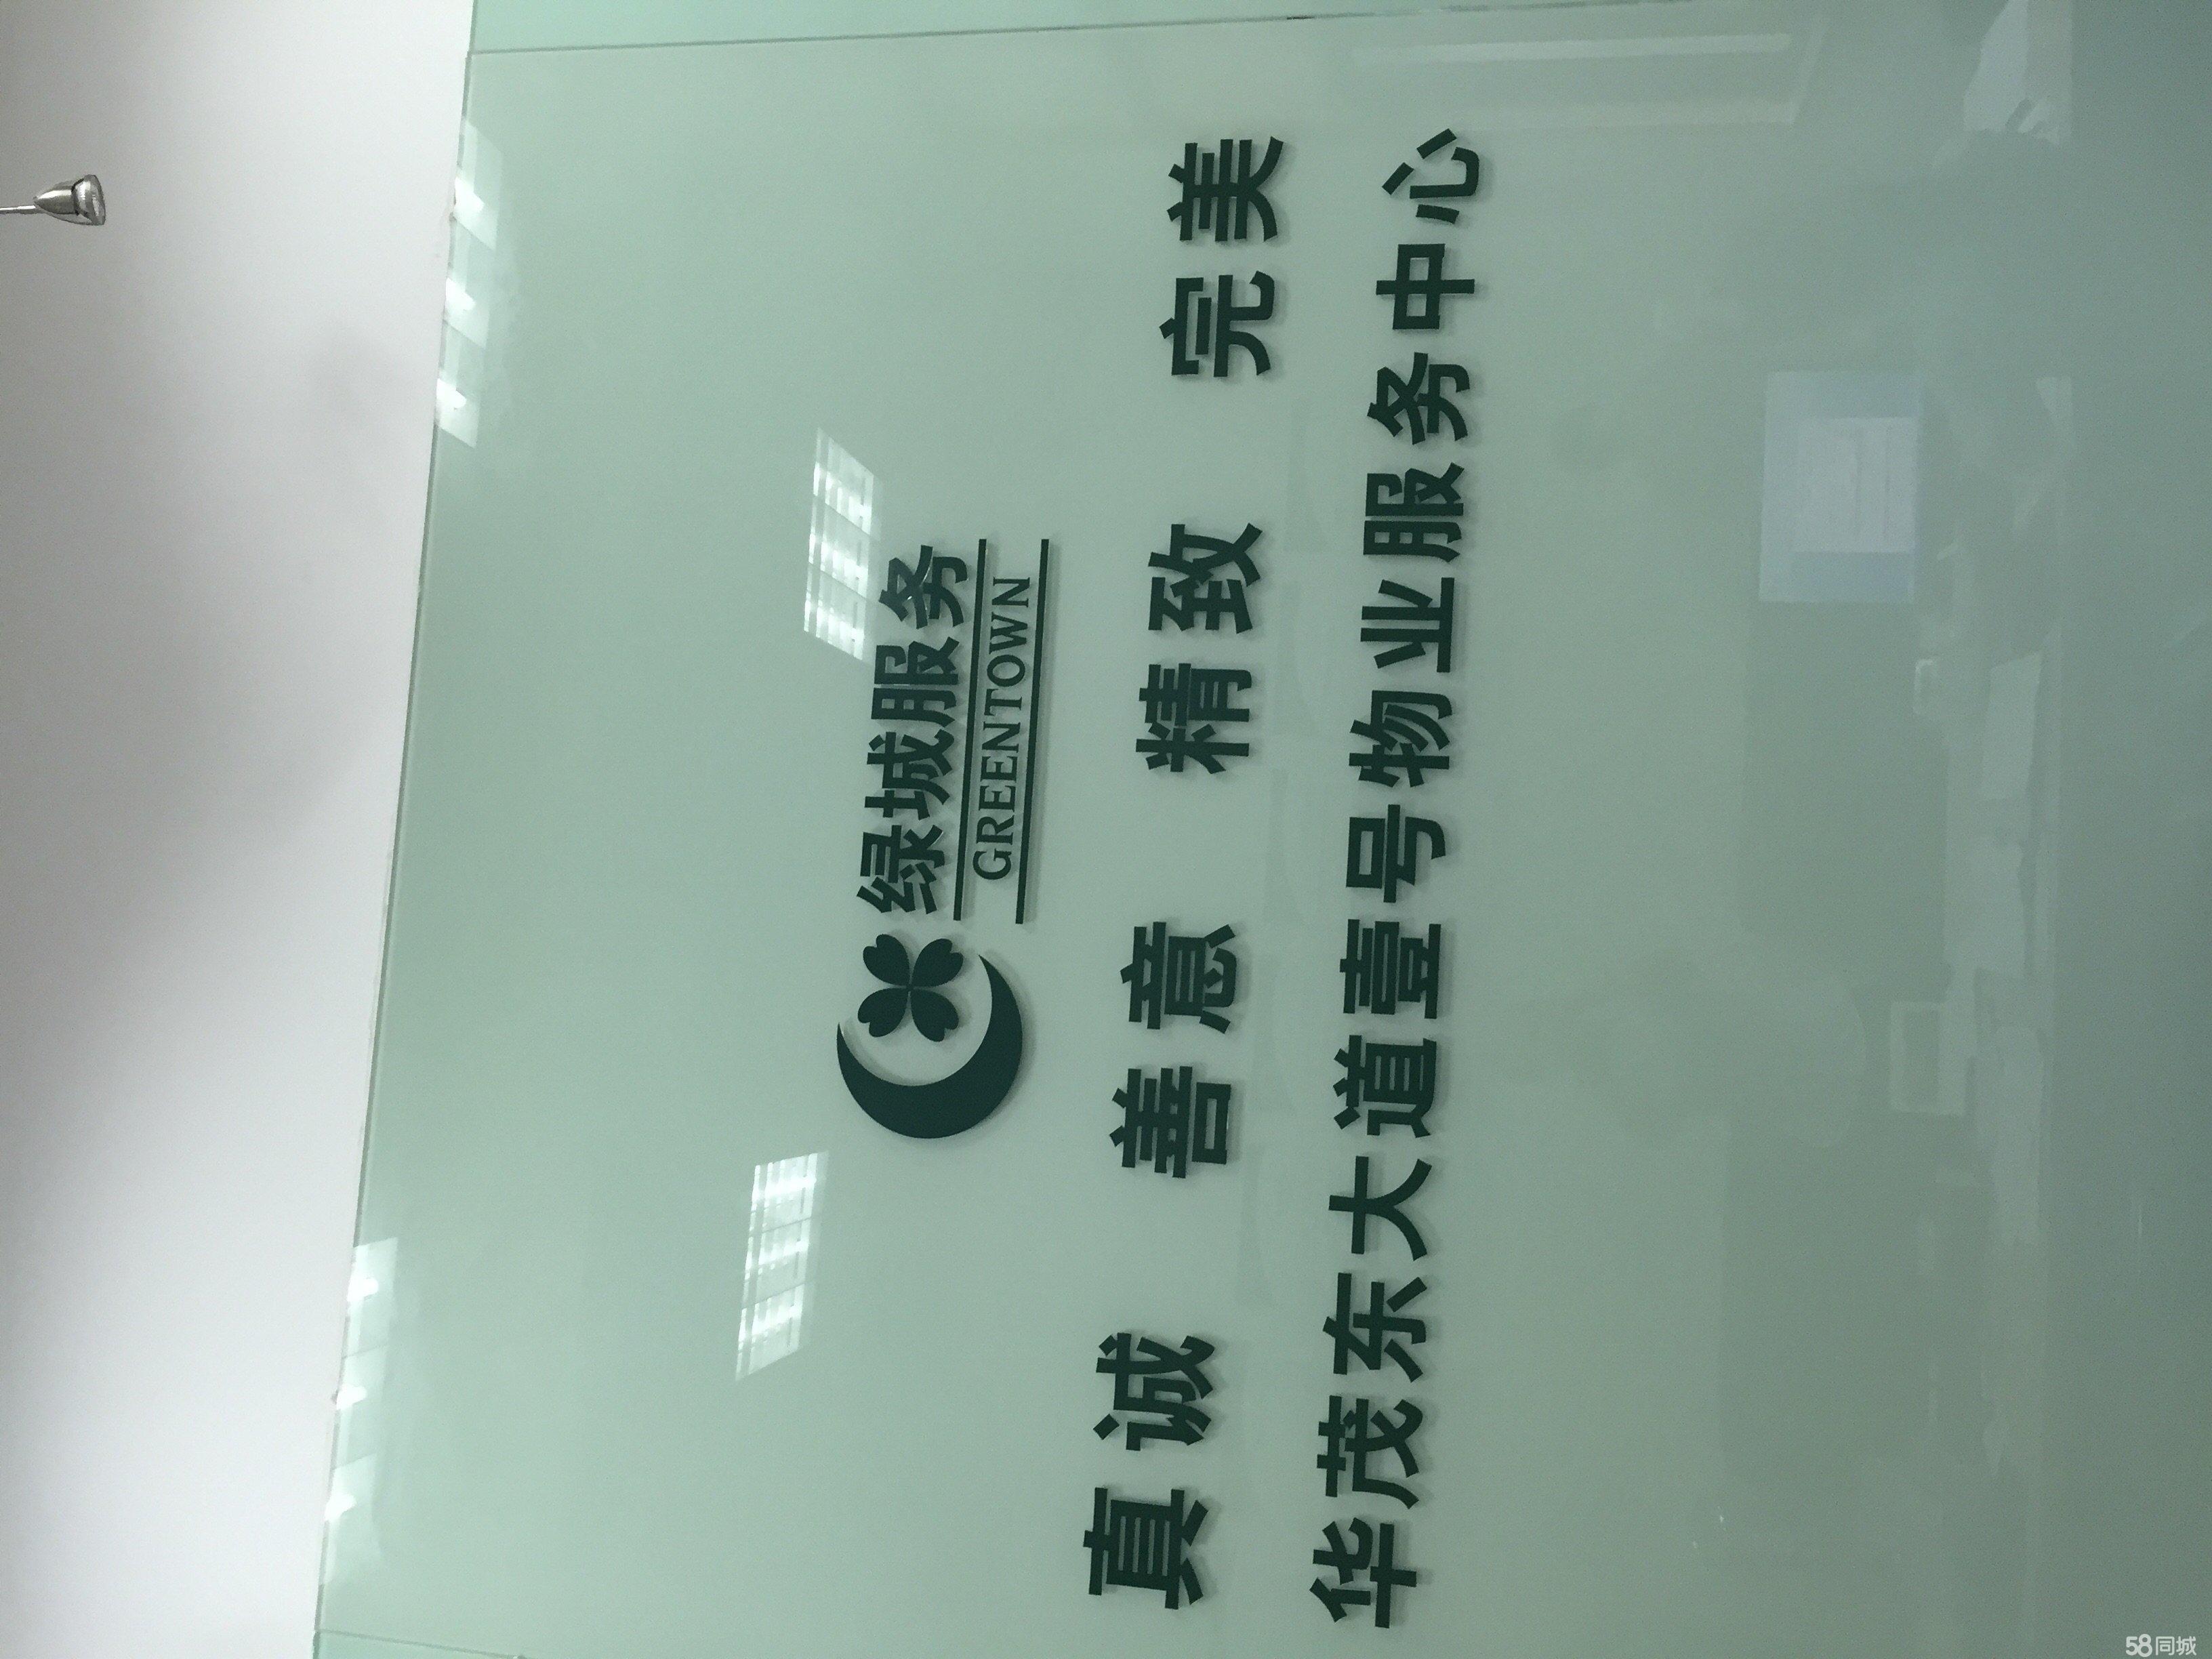 绿城服务
GREENTOWN
真诚 善意 精致 完美
华茂东大道壹号物业服务中心
58同城